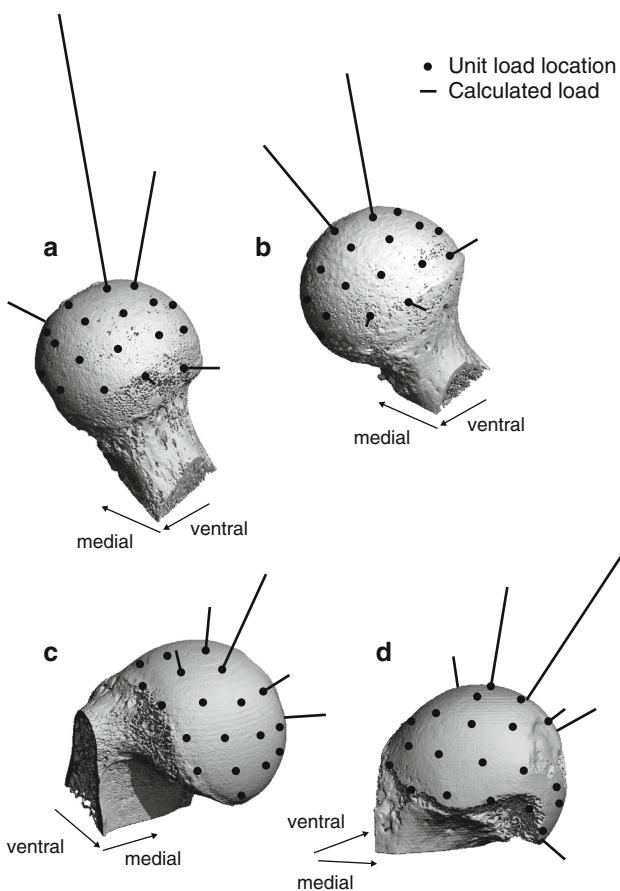 Unit load location
Calculated load
a
b
medial
ventral
medial
ventral
c
d
ventral
medial
ventral
medial